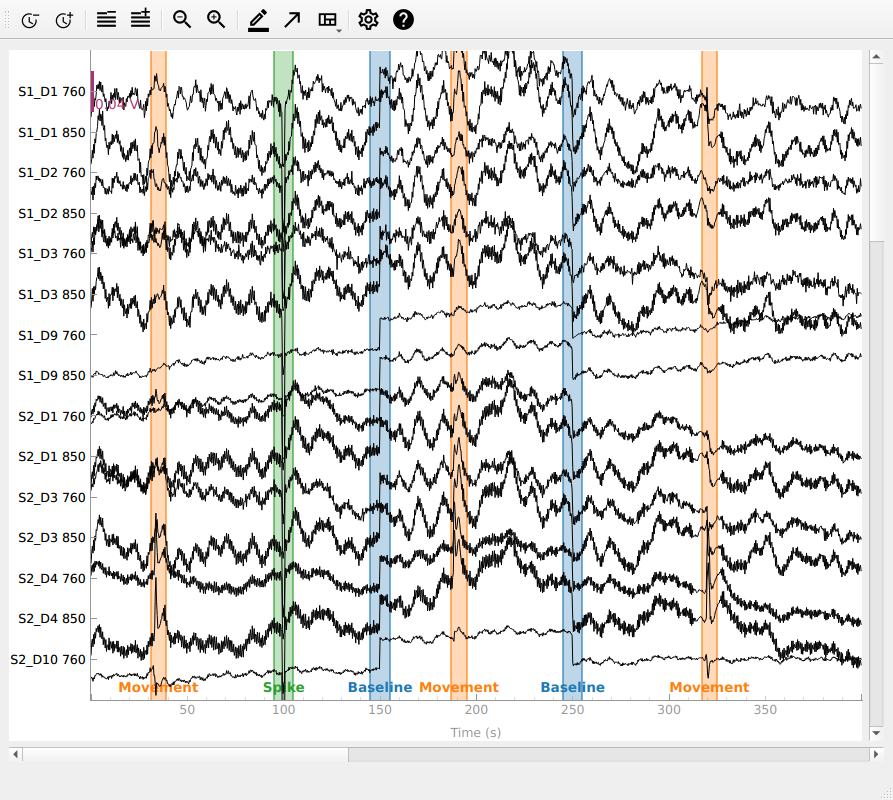 S1_D1 760
0.04 V
S1_D1 850
S1_D2 760
S1_D2 850
S1_D3 760
S1_D3 850
S1_D9 760
S1_D9 850
S2_D1 760
S2_D1 850
S2_D3 760
S2_D3 850
S2_D4 760
S2_D4 850
S2_D10 760
Movement Spike Baseline Movement Baseline Movement
50 100 150 200 250 300 350
Time (s)